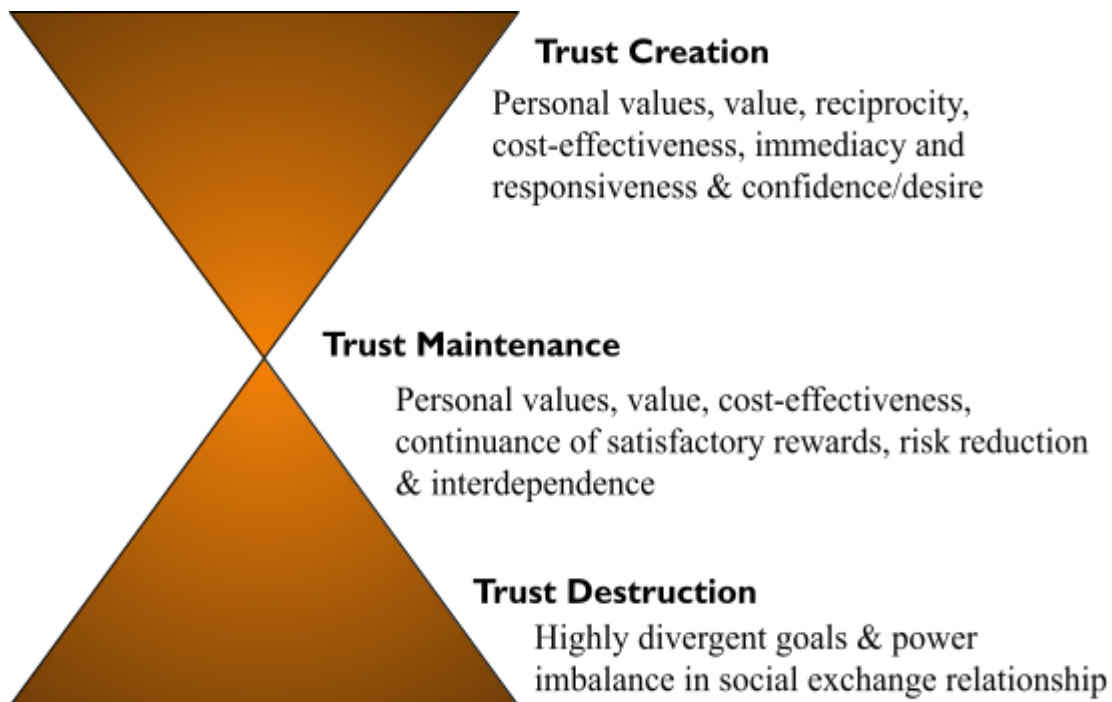 Trust Creation
Personal values, value, reciprocity,
cost-effectiveness, immediacy and
responsiveness & confidence/desire
Trust Maintenance
Personal values, value, cost-effectiveness,
continuance of satisfactory rewards, risk reduction
& interdependence
Trust Destruction
Highly divergent goals & power
imbalance in social exchange relationship